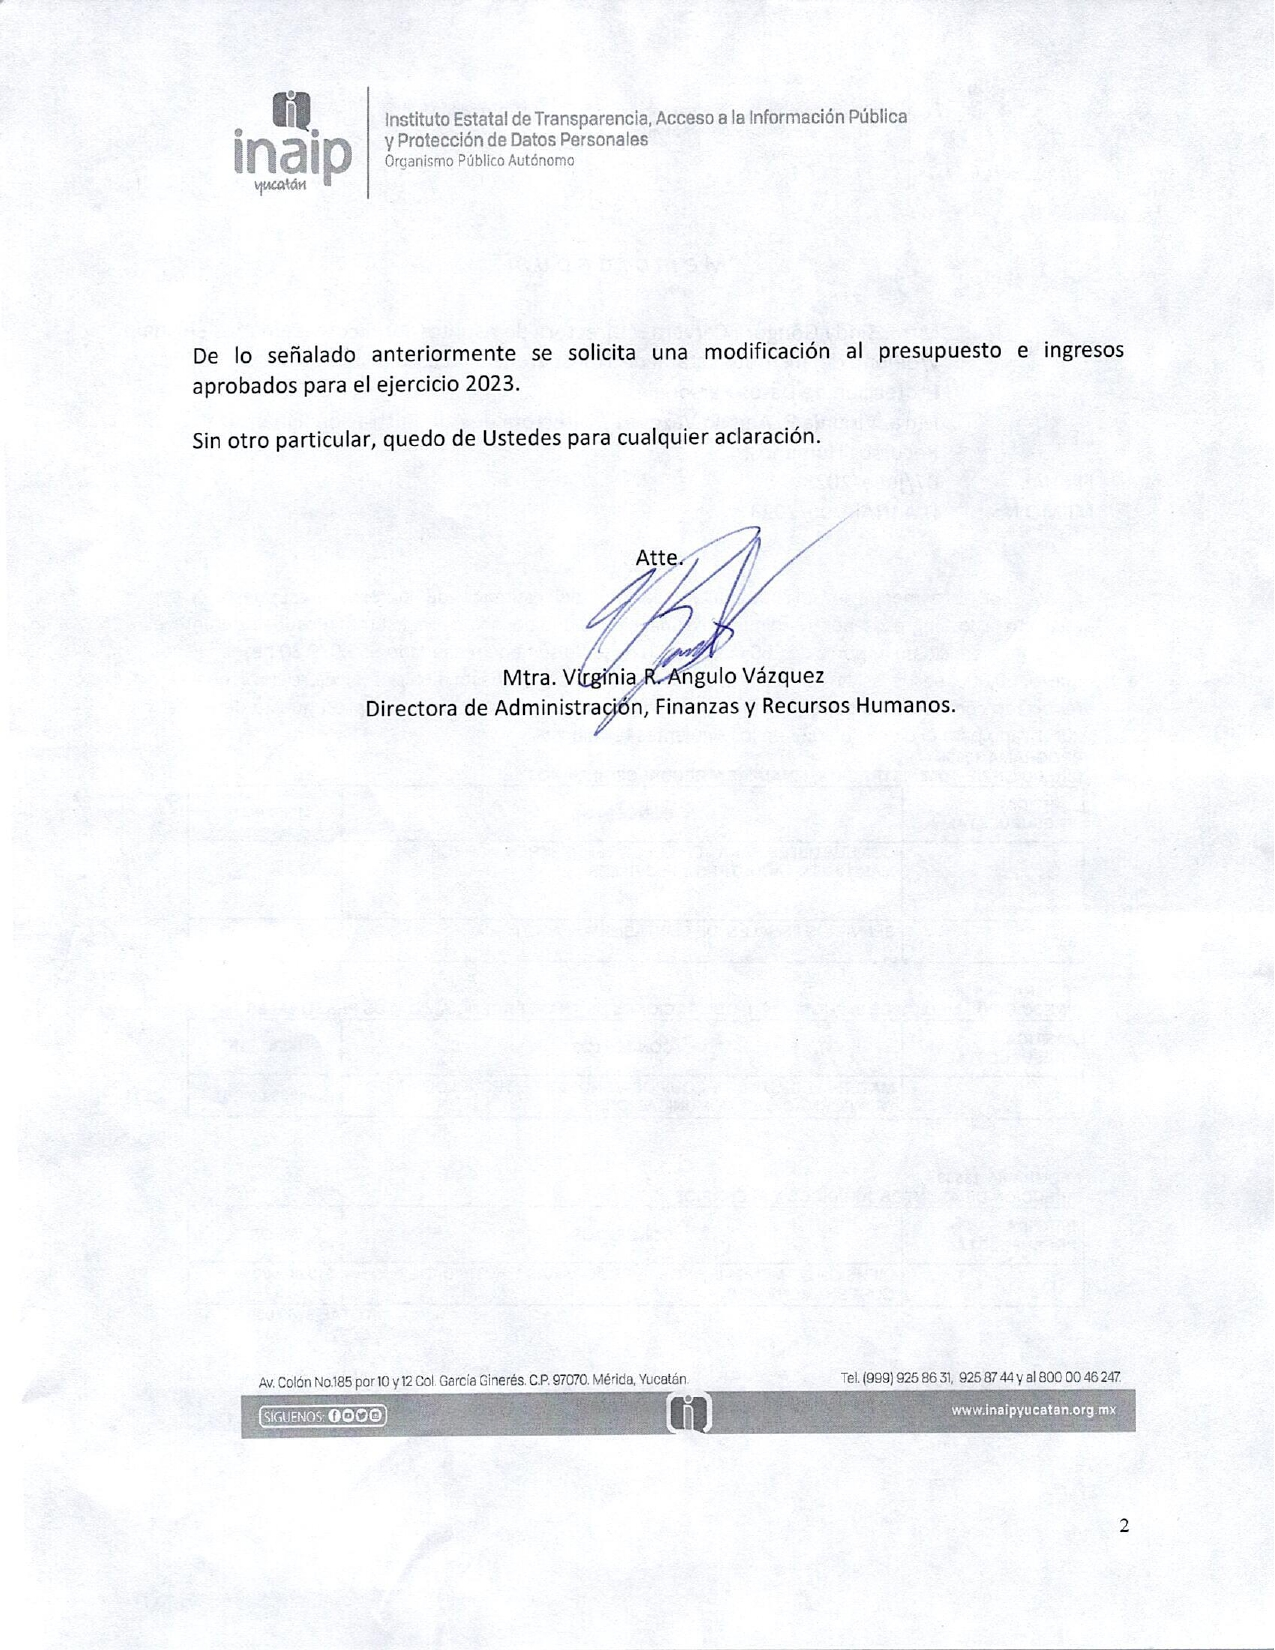 inaip
yucatán
Instituto Estatal de Transparencia, Acceso a la Información Pública
y Protección de Datos Personales
Organismo Público Autónomo
De lo señalado anteriormente se solicita una modificación al presupuesto e ingresos
aprobados para el ejercicio 2023.
Sin otro particular, quedo de Ustedes para cualquier aclaración.
Atte.
Mtra. Virginia R. Angulo Vázquez
Directora de Administración, Finanzas y Recursos Humanos.
Av. Colón No.185 por 10 y 12 Col. García Ginerés. C.P. 97070. Mérida, Yucatán.
Tel. (999) 925 86 31, 925 87 44 y al 800 00 46 247.
SÍGUENOS:
www.inaipyucatan.org.mx
2